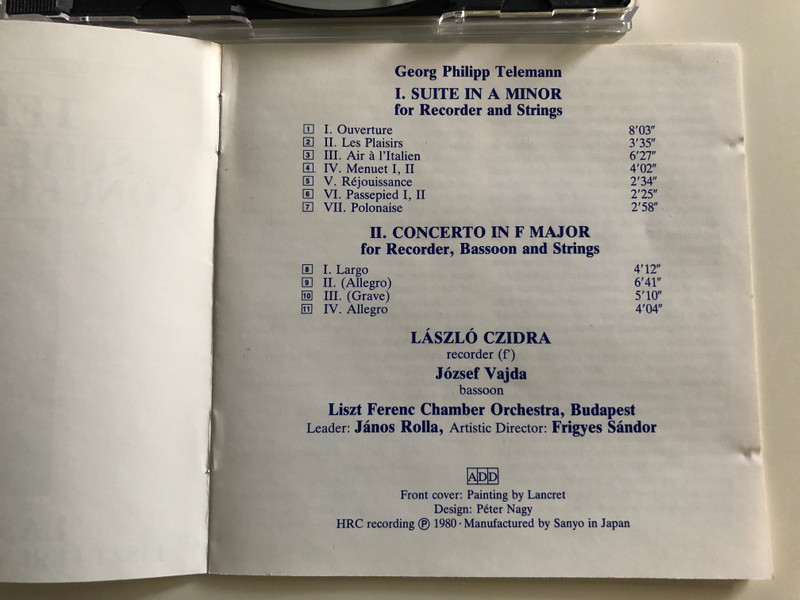 Georg Philipp Telemann
I. SUITE IN A MINOR
for Recorder and Strings
1 I. Ouverture 8'03"
2 II. Les Plaisirs 3'35"
3 III. Air à l'Italien 6'27"
4 IV. Menuet I, II 4'02"
5 V. Réjouissance 2'34"
6 VI. Passepied I, II 2'25"
7 VII. Polonaise 2'58"
II. CONCERTO IN F MAJOR
for Recorder, Bassoon and Strings
8 I. Largo 4'12"
9 II. (Allegro) 6'41"
10 III. (Grave) 5'10"
11 IV. Allegro 4'04"
LÁSZLÓ CZIDRA
recorder (f')
József Vajda
bassoon
Liszt Ferenc Chamber Orchestra, Budapest
Leader: János Rolla, Artistic Director: Frigyes Sándor
ADD
Front cover: Painting by Lancret
Design: Péter Nagy
HRC recording ℗ 1980 · Manufactured by Sanyo in Japan